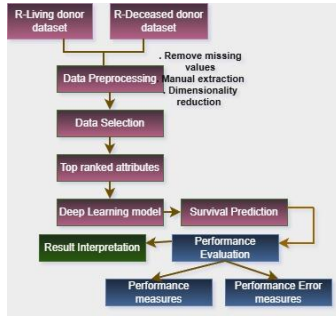 R-Living donor
dataset
R-Deceased donor
dataset
Data Preprocessing
. Remove missing
values
. Manual extraction
. Dimensionality
reduction
Data Selection
Top ranked attributes
Deep Learning model
Survival Prediction
Result Interpretation
Performance
Evaluation
Performance
measures
Performance Error
measures